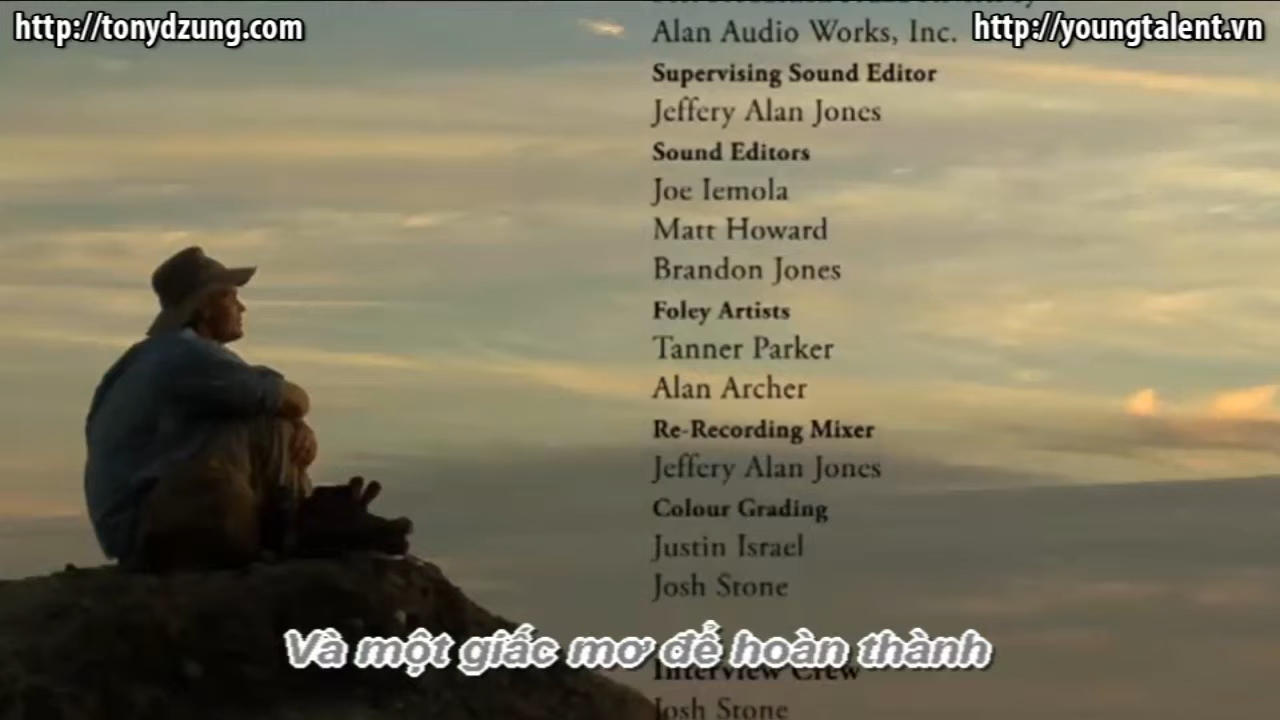 http://tonydzung.com
http://youngtalent.vn
Alan Audio Works, Inc.
Supervising Sound Editor
Jeffery Alan Jones
Sound Editors
Joe Iemola
Matt Howard
Brandon Jones
Foley Artists
Tanner Parker
Alan Archer
Re-Recording Mixer
Jeffery Alan Jones
Colour Grading
Justin Israel
Josh Stone
Và một giấc mơ để hoàn thành
Interview Crew
Josh Stone